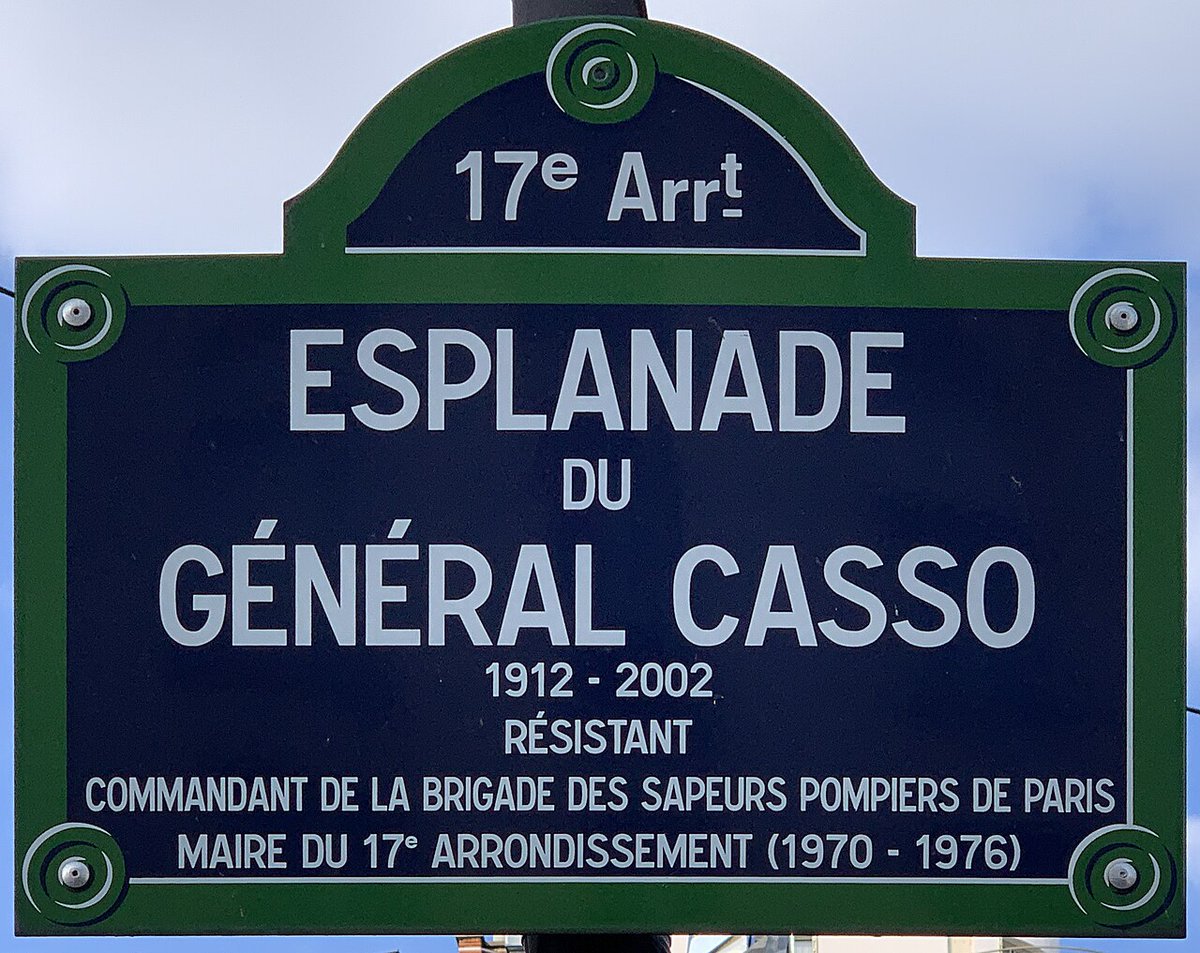 17e Arrt
ESPLANADE
DU
GÉNÉRAL CASSO
1912 - 2002
RÉSISTANT
COMMANDANT DE LA BRIGADE DES SAPEURS POMPIERS DE PARIS
MAIRE DU 17e ARRONDISSEMENT (1970 - 1976)